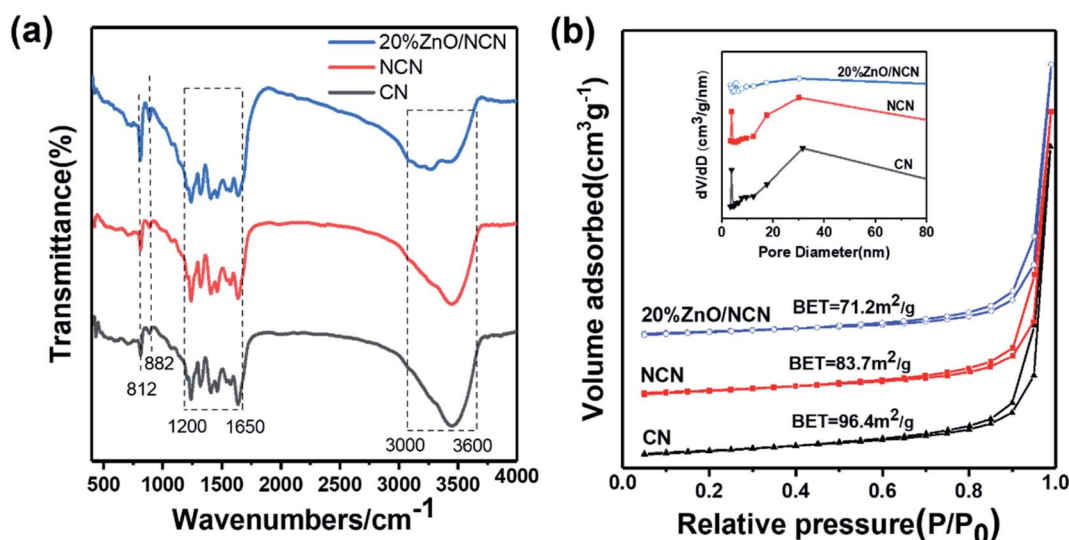 (a)
20%ZnO/NCN
NCN
CN
Transmittance(%)
812
882
1200
1650
3000
3600
500
1000
1500
2000
2500
3000
3500
4000
Wavenumbers/cm⁻¹
(b)
Volume adsorbed(cm³g⁻¹)
dV/dD (cm³/g/nm)
20%ZnO/NCN
NCN
CN
0
20
40
60
80
Pore Diameter(nm)
20%ZnO/NCN
BET=71.2m²/g
NCN
BET=83.7m²/g
CN
BET=96.4m²/g
0.0
0.2
0.4
0.6
0.8
1.0
Relative pressure(P/P₀)